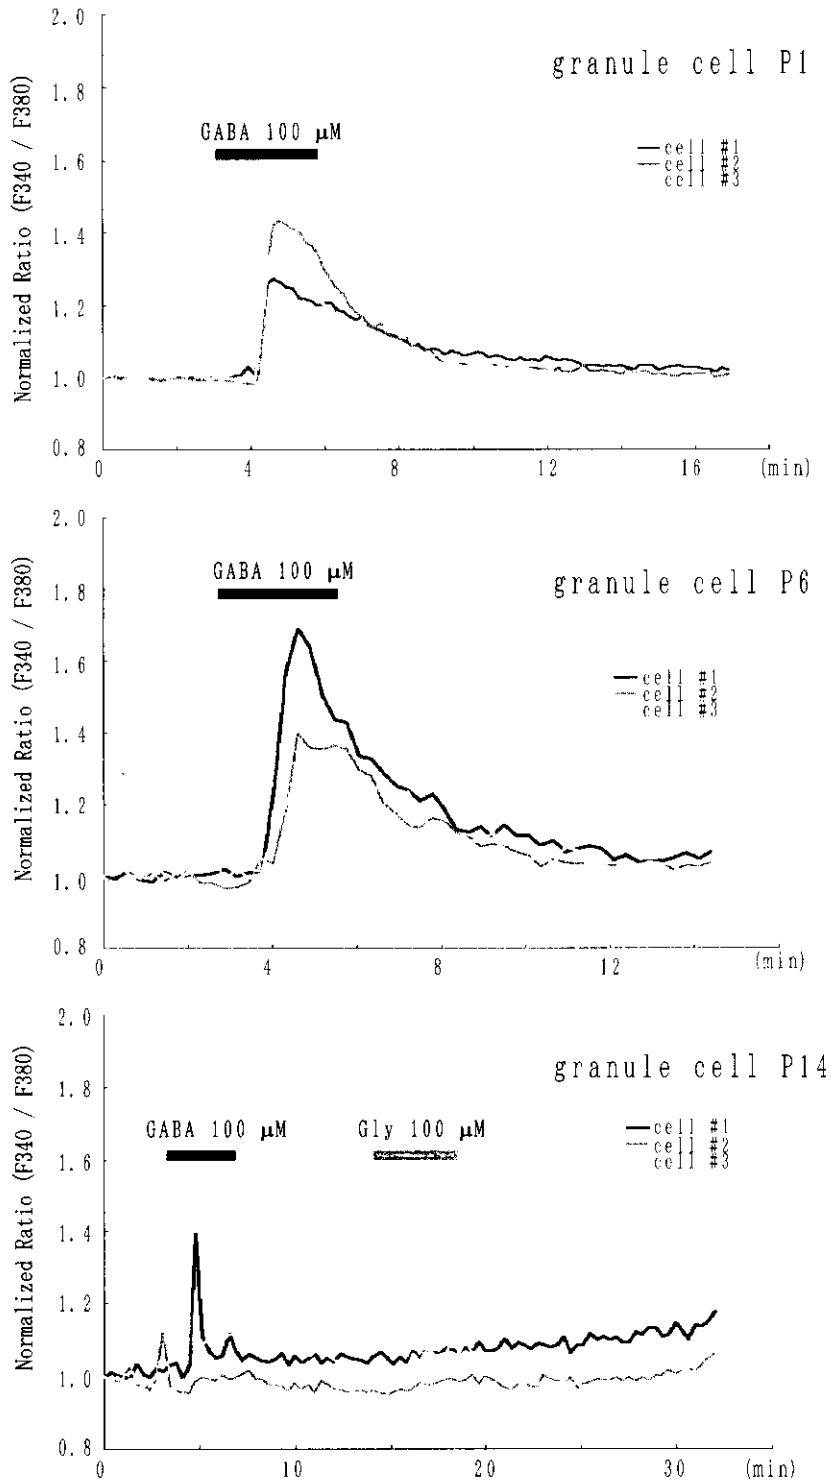 granule cell P1
Normalized Ratio (F340 / F380)
2.0
1.8
1.6
1.4
1.2
1.0
0.8
GABA 100 μM
cell #1
cell #2
cell #3
0
4
8
12
16
(min)
granule cell P6
Normalized Ratio (F340 / F380)
2.0
1.8
1.6
1.4
1.2
1.0
0.8
GABA 100 μM
cell #1
cell #2
cell #3
0
4
8
12
(min)
granule cell P14
Normalized Ratio (F340 / F380)
2.0
1.8
1.6
1.4
1.2
1.0
0.8
GABA 100 μM
Gly 100 μM
cell #1
cell #2
cell #3
0
10
20
30
(min)